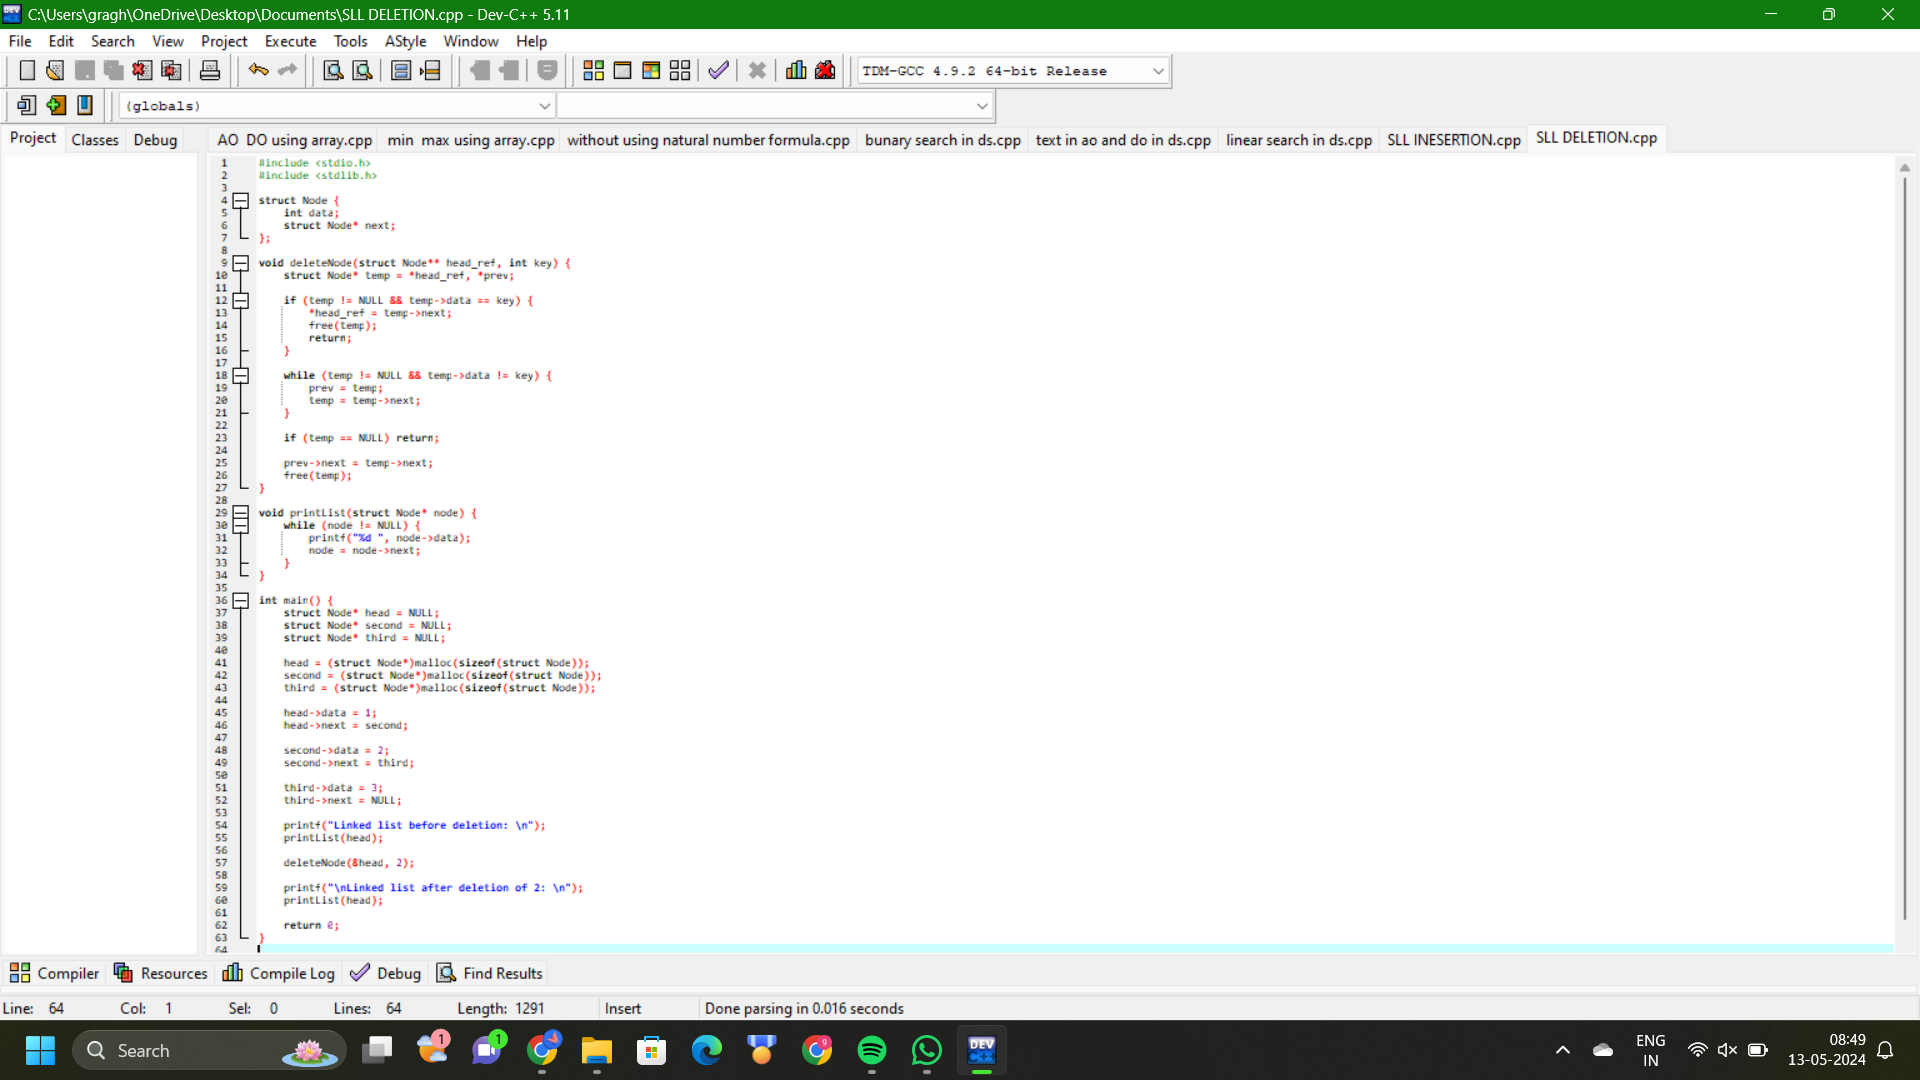 C:\Users\gragh\OneDrive\Desktop\Documents\SLL DELETION.cpp - Dev-C++ 5.11
File Edit Search View Project Execute Tools AStyle Window Help
TDM-GCC 4.9.2 64-bit Release
(globals)
Project Classes Debug
AO DO using array.cpp min max using array.cpp without using natural number formula.cpp bunary search in ds.cpp text in ao and do in ds.cpp linear search in ds.cpp SLL INESERTION.cpp SLL DELETION.cpp
1 #include <stdio.h>
2 #include <stdlib.h>
3
4 struct Node {
5 int data;
6 struct Node* next;
7 };
8
9 void deleteNode(struct Node** head_ref, int key) {
10 struct Node* temp = *head_ref, *prev;
11
12 if (temp != NULL && temp->data == key) {
13 *head_ref = temp->next;
14 free(temp);
15 return;
16 }
17
18 while (temp != NULL && temp->data != key) {
19 prev = temp;
20 temp = temp->next;
21 }
22
23 if (temp == NULL) return;
24
25 prev->next = temp->next;
26 free(temp);
27 }
28
29 void printList(struct Node* node) {
30 while (node != NULL) {
31 printf("%d ", node->data);
32 node = node->next;
33 }
34 }
35
36 int main() {
37 struct Node* head = NULL;
38 struct Node* second = NULL;
39 struct Node* third = NULL;
40
41 head = (struct Node*)malloc(sizeof(struct Node));
42 second = (struct Node*)malloc(sizeof(struct Node));
43 third = (struct Node*)malloc(sizeof(struct Node));
44
45 head->data = 1;
46 head->next = second;
47
48 second->data = 2;
49 second->next = third;
50
51 third->data = 3;
52 third->next = NULL;
53
54 printf("Linked list before deletion: \n");
55 printList(head);
56
57 deleteNode(&head, 2);
58
59 printf("\nLinked list after deletion of 2: \n");
60 printList(head);
61
62 return 0;
63 }
64
Compiler Resources Compile Log Debug Find Results
Line: 64 Col: 1 Sel: 0 Lines: 64 Length: 1291 Insert Done parsing in 0.016 seconds
Search 1 1 9 DEV C++ ENG IN 08:49 13-05-2024